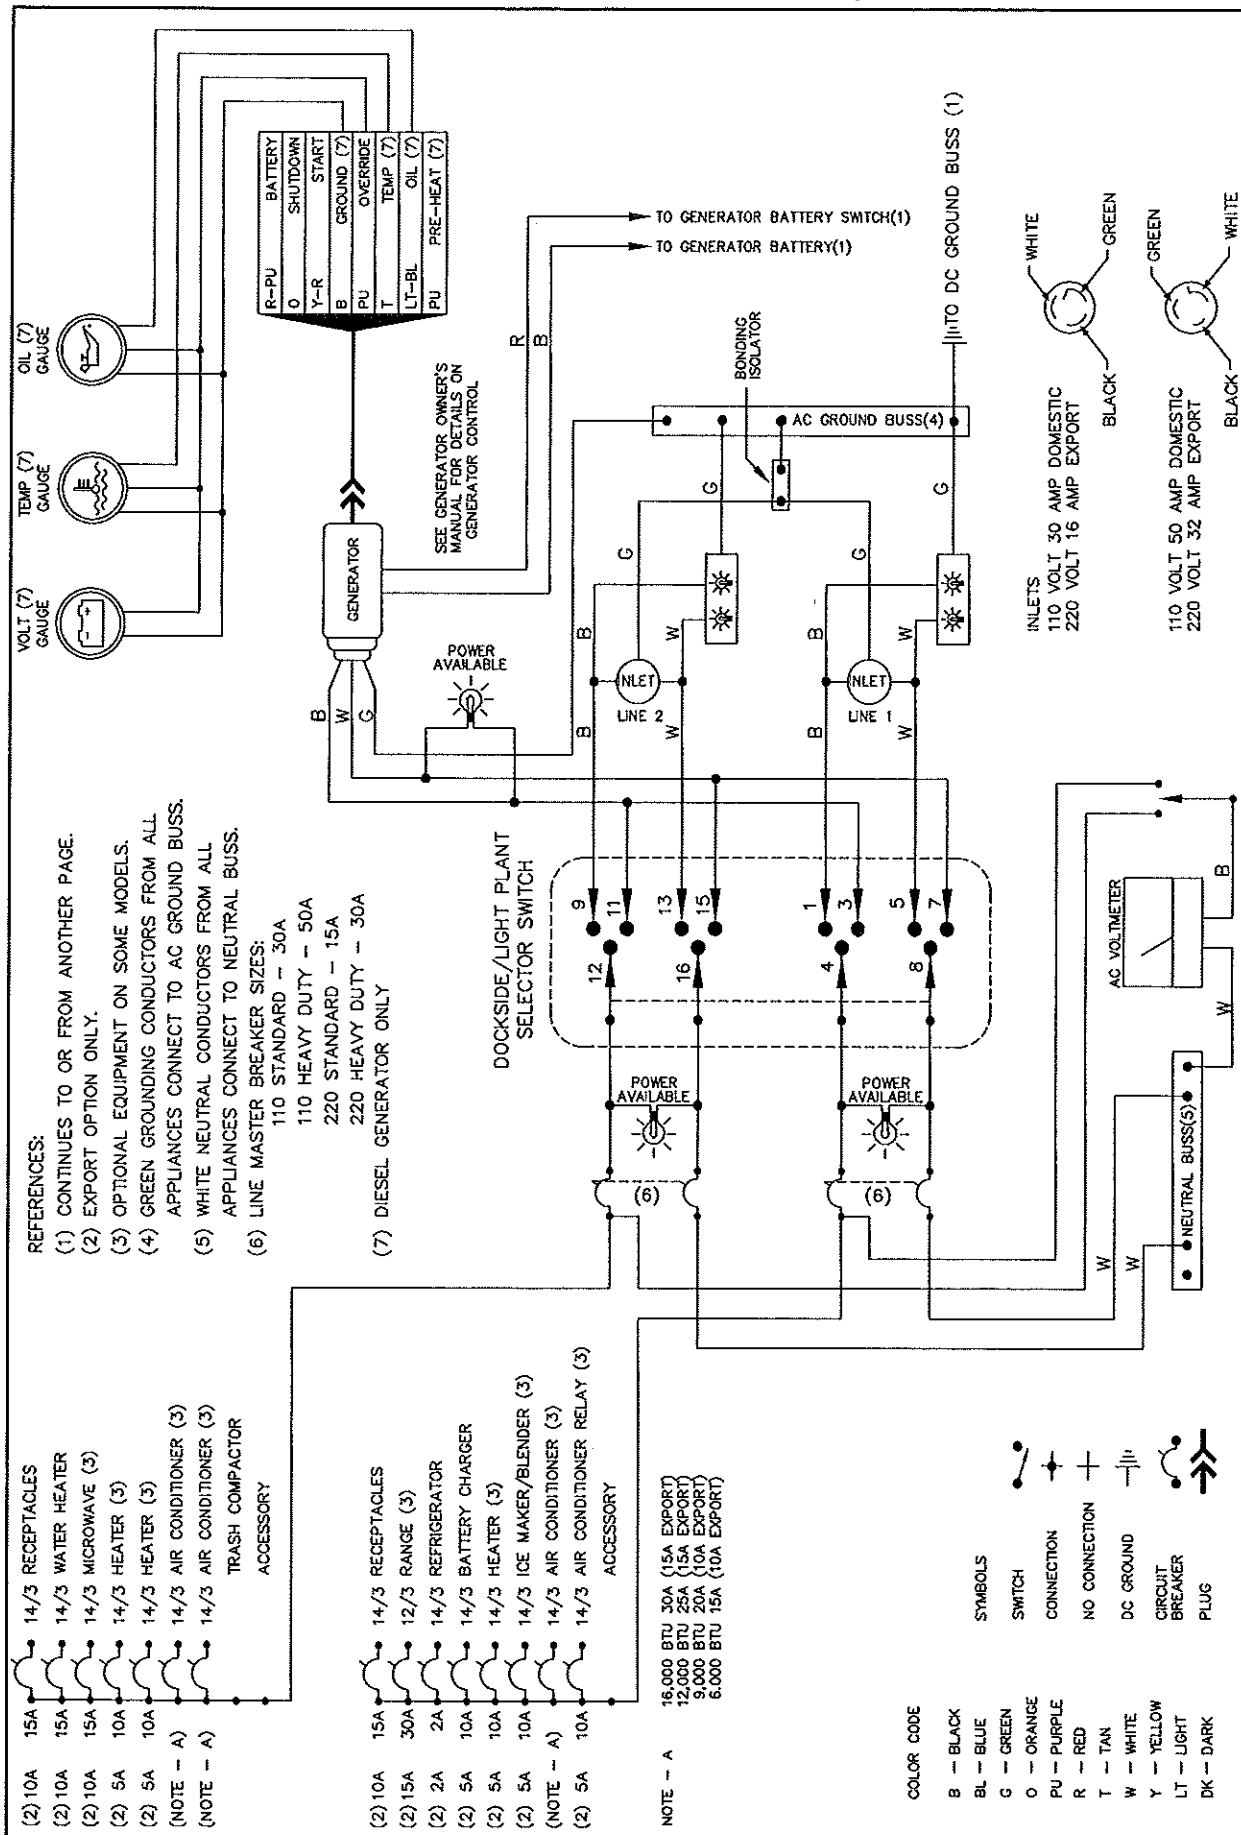 OIL (7)
GAUGE
TEMP (7)
GAUGE
VOLT (7)
GAUGE
R-PU BATTERY
O SHUTDOWN
Y-R START
B GROUND (7)
PU OVERRIDE
T TEMP (7)
LT-BL OIL (7)
PU PRE-HEAT (7)
GENERATOR
SEE GENERATOR OWNER'S
MANUAL FOR DETAILS ON
GENERATOR CONTROL
R
B
TO GENERATOR BATTERY SWITCH(1)
TO GENERATOR BATTERY(1)
B
W
G
POWER
AVAILABLE
BONDING
ISOLATOR
AC GROUND BUSS(4)
TO DC GROUND BUSS (1)
G
G
G
G
B
W
B
W
INLET
LINE 2
INLET
LINE 1
B
W
B
W
INLETS
110 VOLT 30 AMP DOMESTIC
220 VOLT 16 AMP EXPORT
WHITE
GREEN
BLACK
110 VOLT 50 AMP DOMESTIC
220 VOLT 32 AMP EXPORT
GREEN
WHITE
BLACK
REFERENCES:
(1) CONTINUES TO OR FROM ANOTHER PAGE.
(2) EXPORT OPTION ONLY.
(3) OPTIONAL EQUIPMENT ON SOME MODELS.
(4) GREEN GROUNDING CONDUCTORS FROM ALL
APPLIANCES CONNECT TO AC GROUND BUSS.
(5) WHITE NEUTRAL CONDUCTORS FROM ALL
APPLIANCES CONNECT TO NEUTRAL BUSS.
(6) LINE MASTER BREAKER SIZES:
110 STANDARD - 30A
110 HEAVY DUTY - 50A
220 STANDARD - 15A
220 HEAVY DUTY - 30A
(7) DIESEL GENERATOR ONLY
DOCKSIDE/LIGHT PLANT
SELECTOR SWITCH
9
11
13
15
1
3
5
7
12
16
4
8
POWER
AVAILABLE
POWER
AVAILABLE
(6)
(6)
AC VOLTMETER
B
W
NEUTRAL BUSS(5)
W
W
(2) 10A 15A 14/3 RECEPTACLES
(2) 10A 15A 14/3 WATER HEATER
(2) 10A 15A 14/3 MICROWAVE (3)
(2) 5A 10A 14/3 HEATER (3)
(2) 5A 10A 14/3 HEATER (3)
(NOTE - A) 14/3 AIR CONDITIONER (3)
(NOTE - A) 14/3 AIR CONDITIONER (3)
TRASH COMPACTOR
ACCESSORY
(2) 10A 15A 14/3 RECEPTACLES
(2) 15A 30A 12/3 RANGE (3)
(2) 2A 2A 14/3 REFRIGERATOR
(2) 5A 10A 14/3 BATTERY CHARGER
(2) 5A 10A 14/3 HEATER (3)
(2) 5A 10A 14/3 ICE MAKER/BLENDER (3)
(NOTE - A) 14/3 AIR CONDITIONER (3)
(2) 5A 10A 14/3 AIR CONDITIONER RELAY (3)
ACCESSORY
NOTE - A
16,000 BTU 30A (15A EXPORT)
12,000 BTU 25A (15A EXPORT)
9,000 BTU 20A (10A EXPORT)
6,000 BTU 15A (10A EXPORT)
SYMBOLS
SWITCH
CONNECTION
NO CONNECTION
DC GROUND
CIRCUIT
BREAKER
PLUG
COLOR CODE
B - BLACK
BL - BLUE
G - GREEN
O - ORANGE
PU - PURPLE
R - RED
T - TAN
W - WHITE
Y - YELLOW
LT - LIGHT
DK - DARK